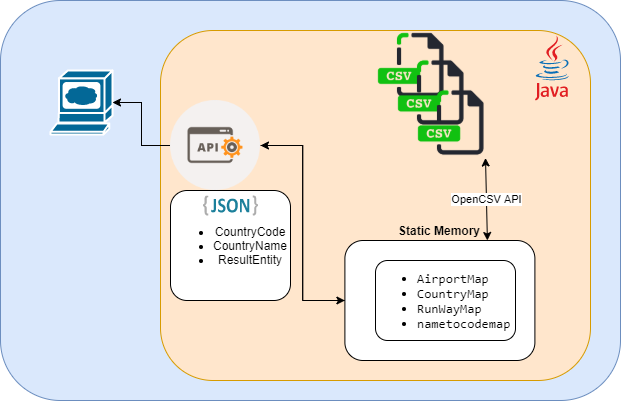 CSV
CSV
CSV
Java
API
{JSON}
CountryCode
CountryName
ResultEntity
OpenCSV API
Static Memory
AirportMap
CountryMap
RunWayMap
nametocodemap